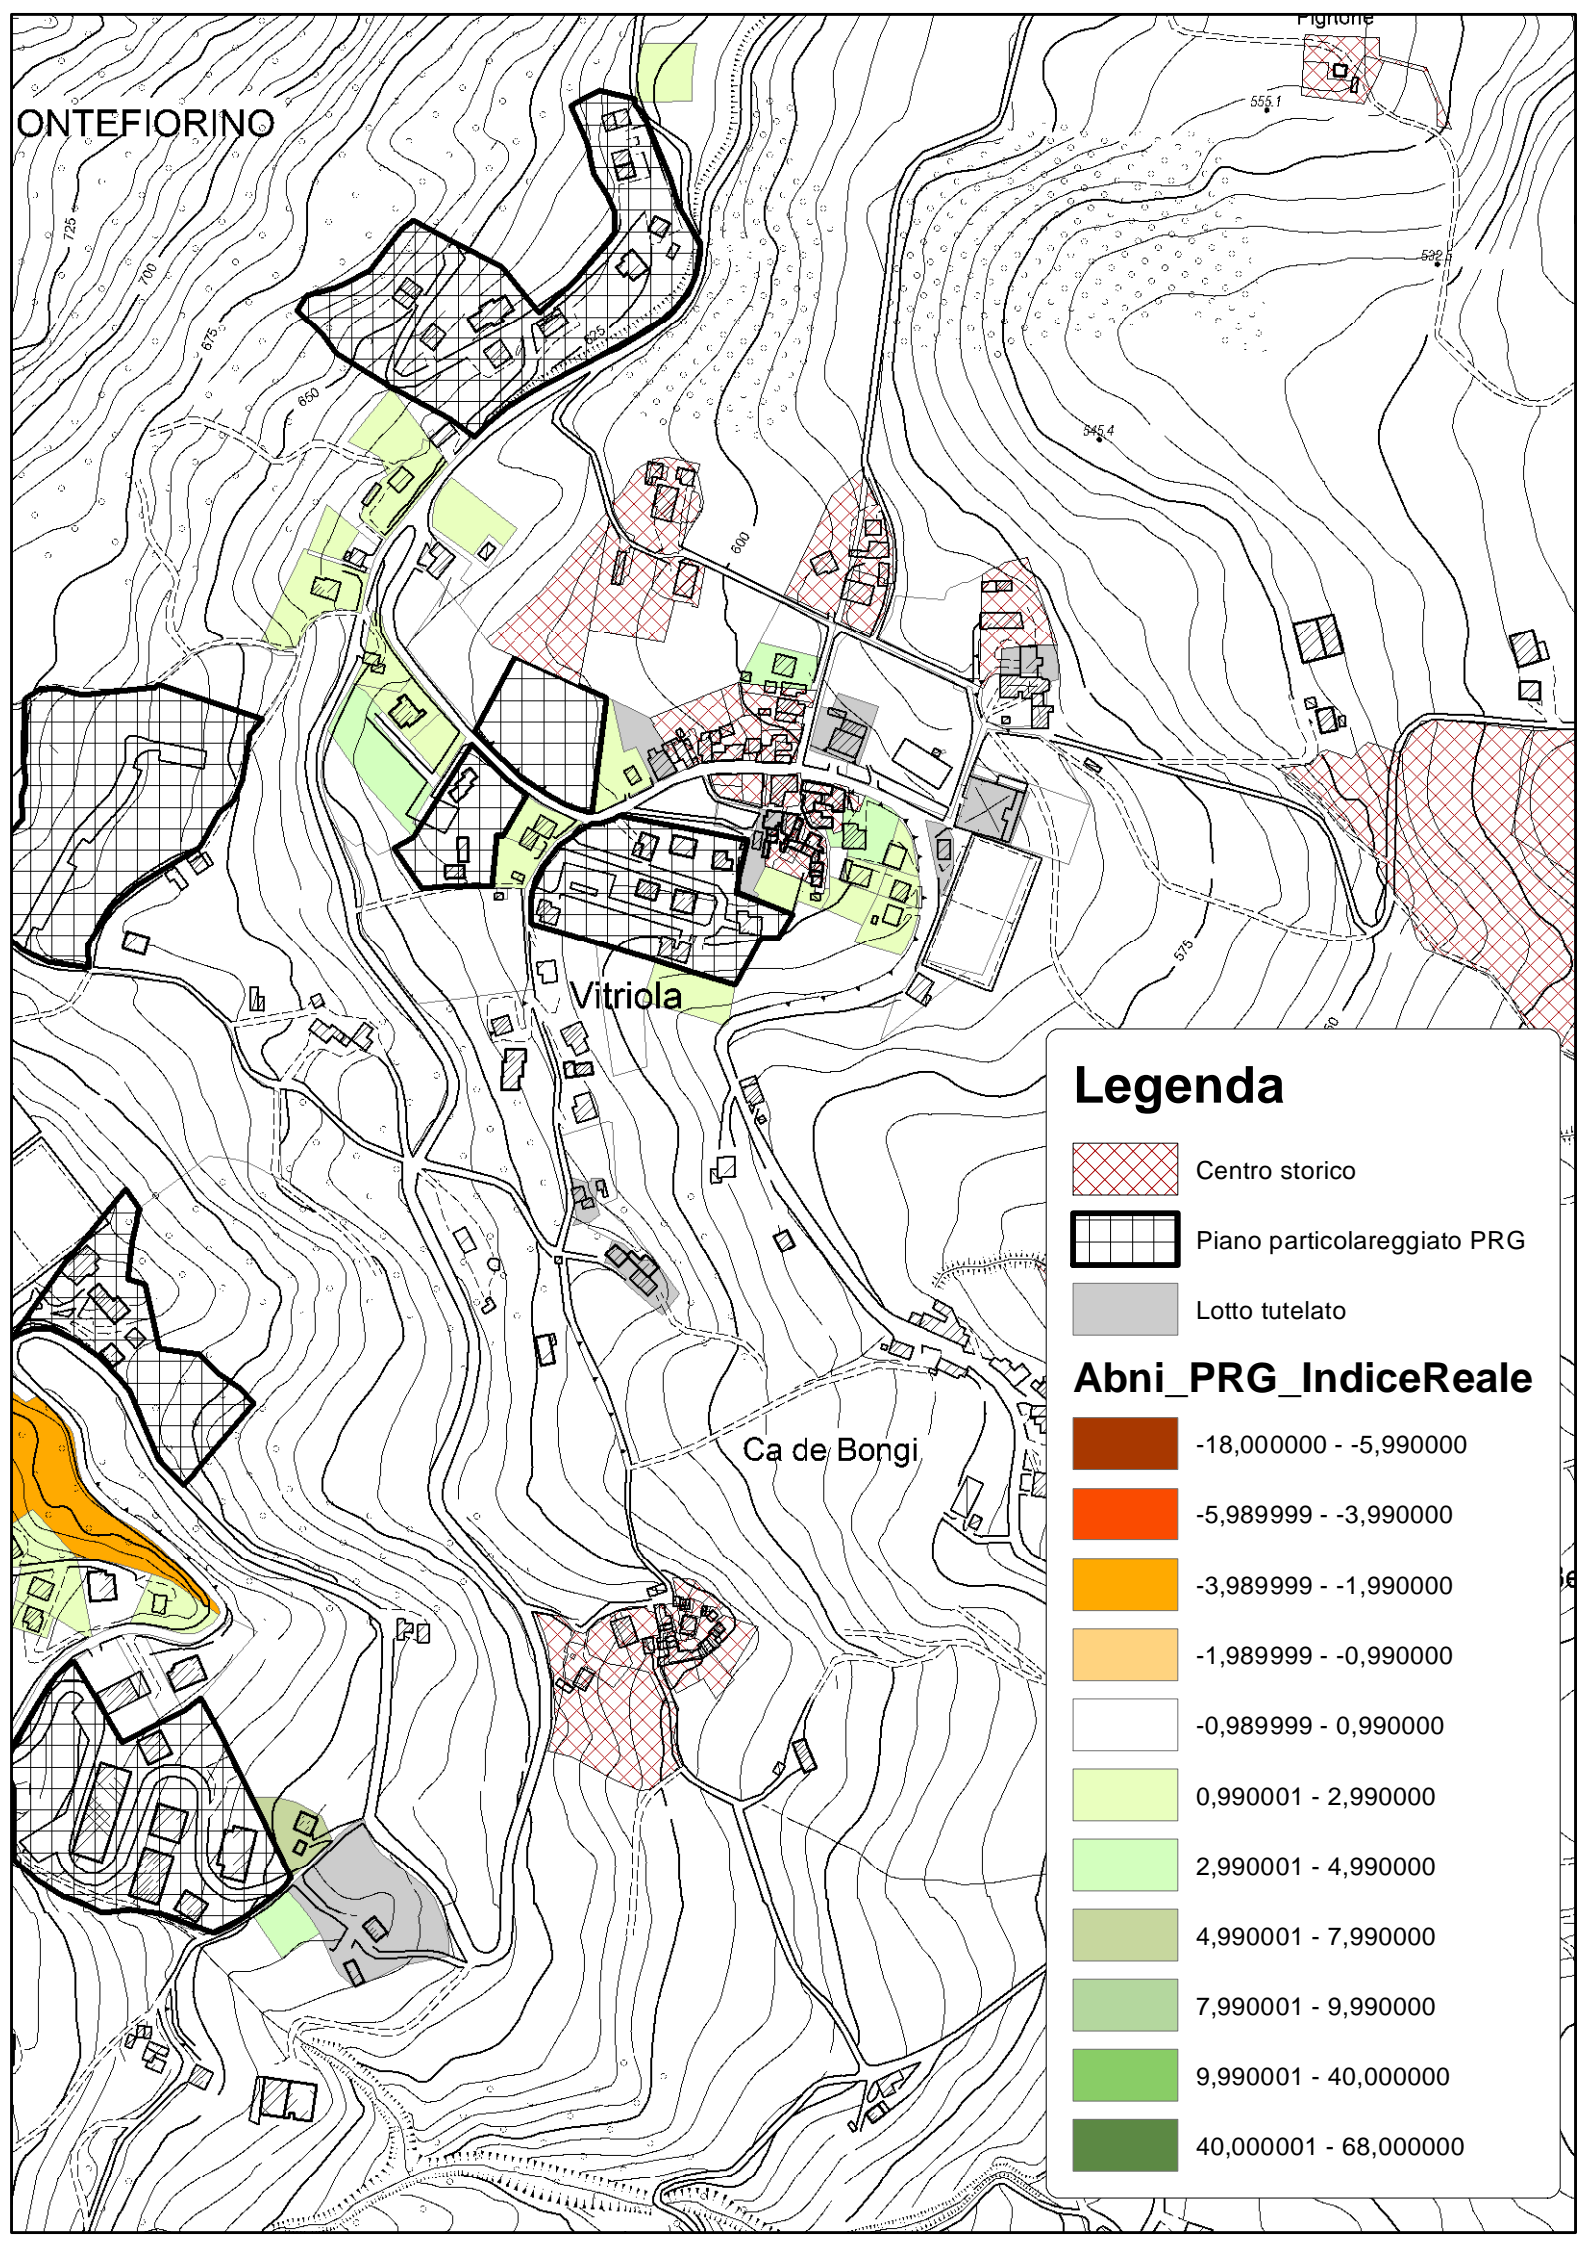 Pignone
ONTEFIORINO
555.1
725
700
532.5
675
625
650
545.4
600
575
Vitriola
50
Legenda
Centro storico
Piano particolareggiato PRG
Lotto tutelato
Abni_PRG_IndiceReale
-18,000000 - -5,990000
Ca de Bongi
-5,989999 - -3,990000
-3,989999 - -1,990000
-1,989999 - -0,990000
-0,989999 - 0,990000
0,990001 - 2,990000
2,990001 - 4,990000
4,990001 - 7,990000
7,990001 - 9,990000
9,990001 - 40,000000
40,000001 - 68,000000